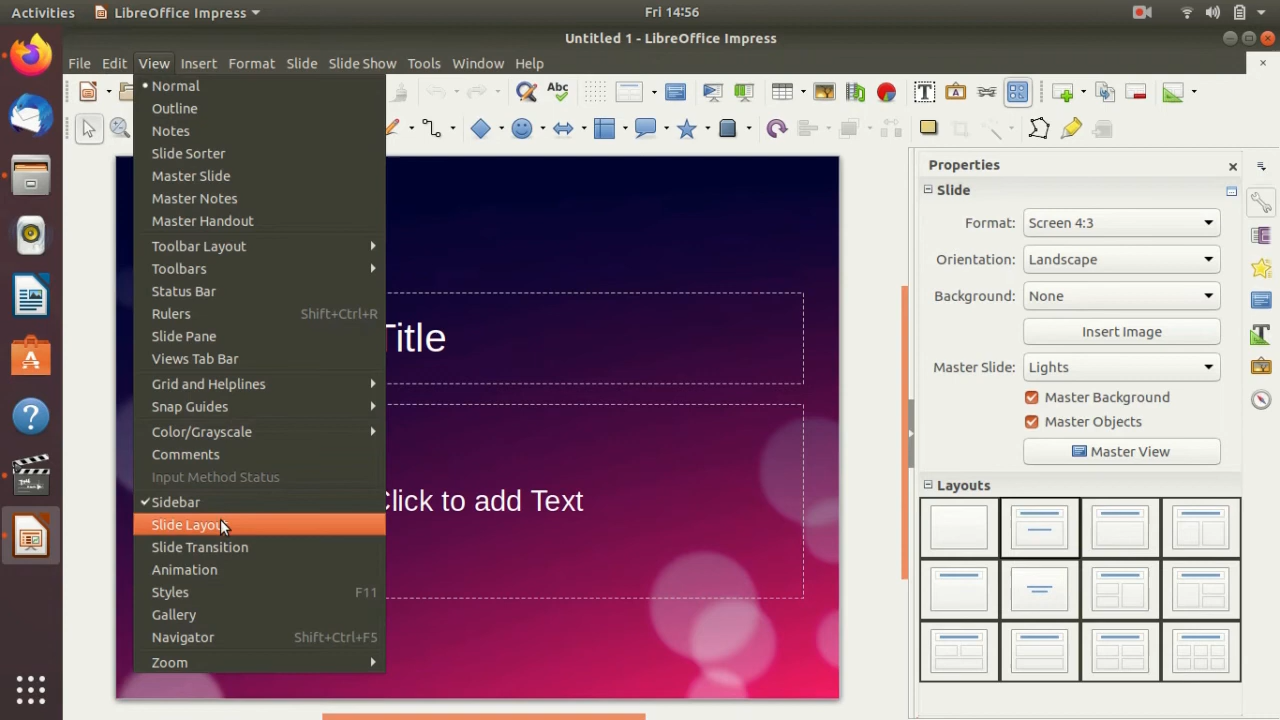 Activities LibreOffice Impress Fri 14:56
Untitled 1 - LibreOffice Impress
File Edit View Insert Format Slide Slide Show Tools Window Help
Normal
Outline
Notes
Slide Sorter
Master Slide
Master Notes
Master Handout
Toolbar Layout
Toolbars
Status Bar
Rulers Shift+Ctrl+R
Slide Pane
Views Tab Bar
Grid and Helplines
Snap Guides
Color/Grayscale
Comments
Input Method Status
Sidebar
Slide Layout
Slide Transition
Animation
Styles F11
Gallery
Navigator Shift+Ctrl+F5
Zoom
Abc
Title
Click to add Text
Properties
Slide
Format: Screen 4:3
Orientation: Landscape
Background: None
Insert Image
Master Slide: Lights
Master Background
Master Objects
Master View
Layouts